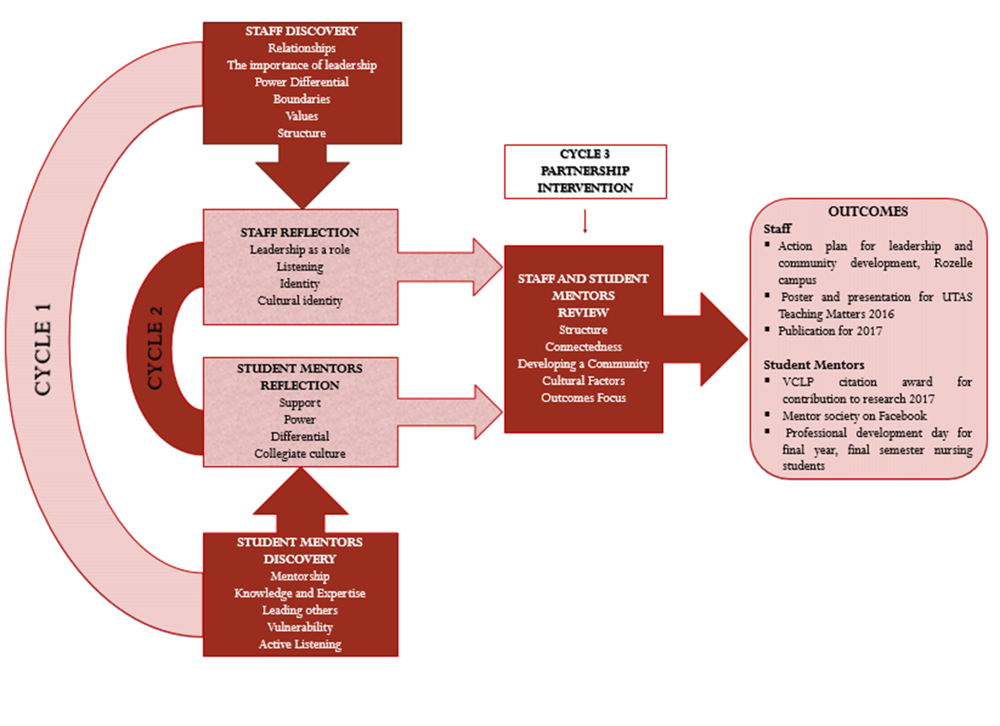 STAFF DISCOVERY
Relationships
The importance of leadership
Power Differential
Boundaries
Values
Structure
CYCLE 1
CYCLE 2
STAFF REFLECTION
Leadership as a role
Listening
Identity
Cultural identity
STUDENT MENTORS
REFLECTION
Support
Power
Differential
Collegiate culture
STUDENT MENTORS
DISCOVERY
Mentorship
Knowledge and Expertise
Leading others
Vulnerability
Active Listening
CYCLE 3
PARTNERSHIP
INTERVENTION
STAFF AND STUDENT
MENTORS
REVIEW
Structure
Connectedness
Developing a Community
Cultural Factors
Outcomes Focus
OUTCOMES
Staff
▪ Action plan for leadership and
community development, Rozelle
campus
▪ Poster and presentation for UTAS
Teaching Matters 2016
▪ Publication for 2017
Student Mentors
▪ VCLP citation award for
contribution to research 2017
▪ Mentor society on Facebook
▪ Professional development day for
final year, final semester nursing
students